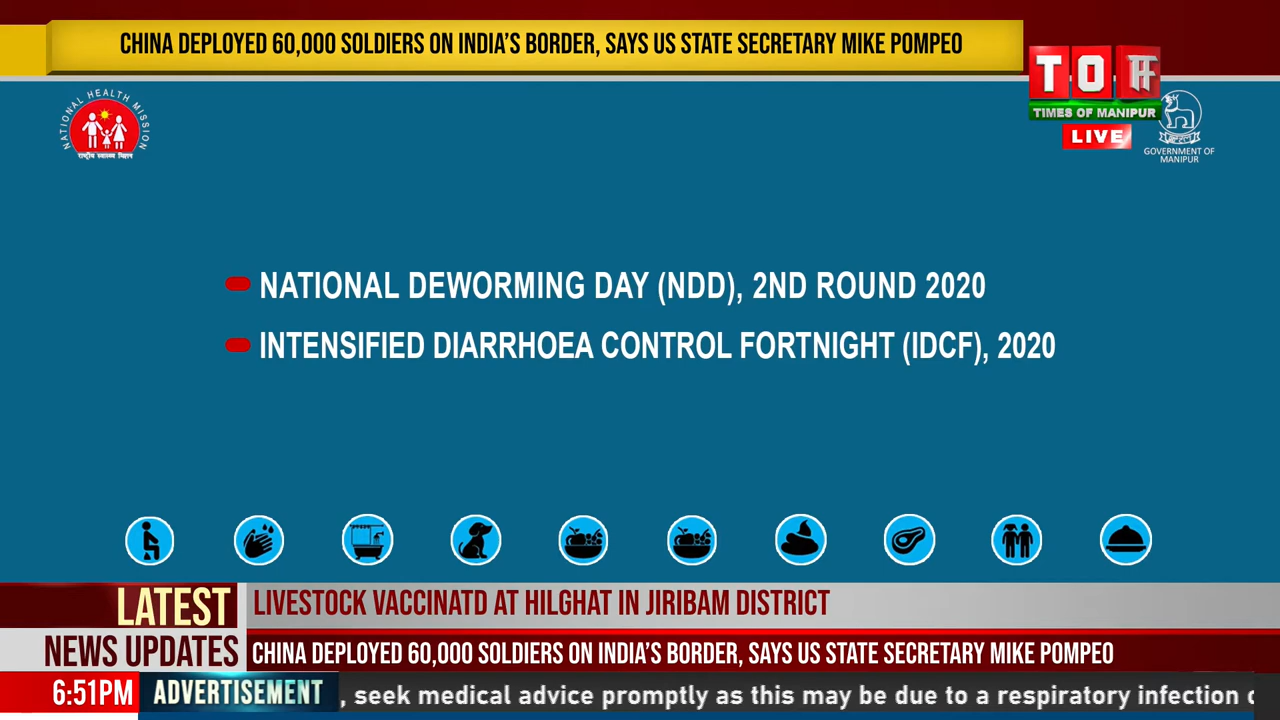 CHINA DEPLOYED 60,000 SOLDIERS ON INDIA'S BORDER, SAYS US STATE SECRETARY MIKE POMPEO
TOM
TIMES OF MANIPUR
LIVE
NATIONAL HEALTH MISSION
राष्ट्रीय स्वास्थ्य मिशन
GOVERNMENT OF
MANIPUR
NATIONAL DEWORMING DAY (NDD), 2ND ROUND 2020
INTENSIFIED DIARRHOEA CONTROL FORTNIGHT (IDCF), 2020
LATEST
NEWS UPDATES
LIVESTOCK VACCINATD AT HILGHAT IN JIRIBAM DISTRICT
CHINA DEPLOYED 60,000 SOLDIERS ON INDIA'S BORDER, SAYS US STATE SECRETARY MIKE POMPEO
6:51PM
ADVERTISEMENT
, seek medical advice promptly as this may be due to a respiratory infection